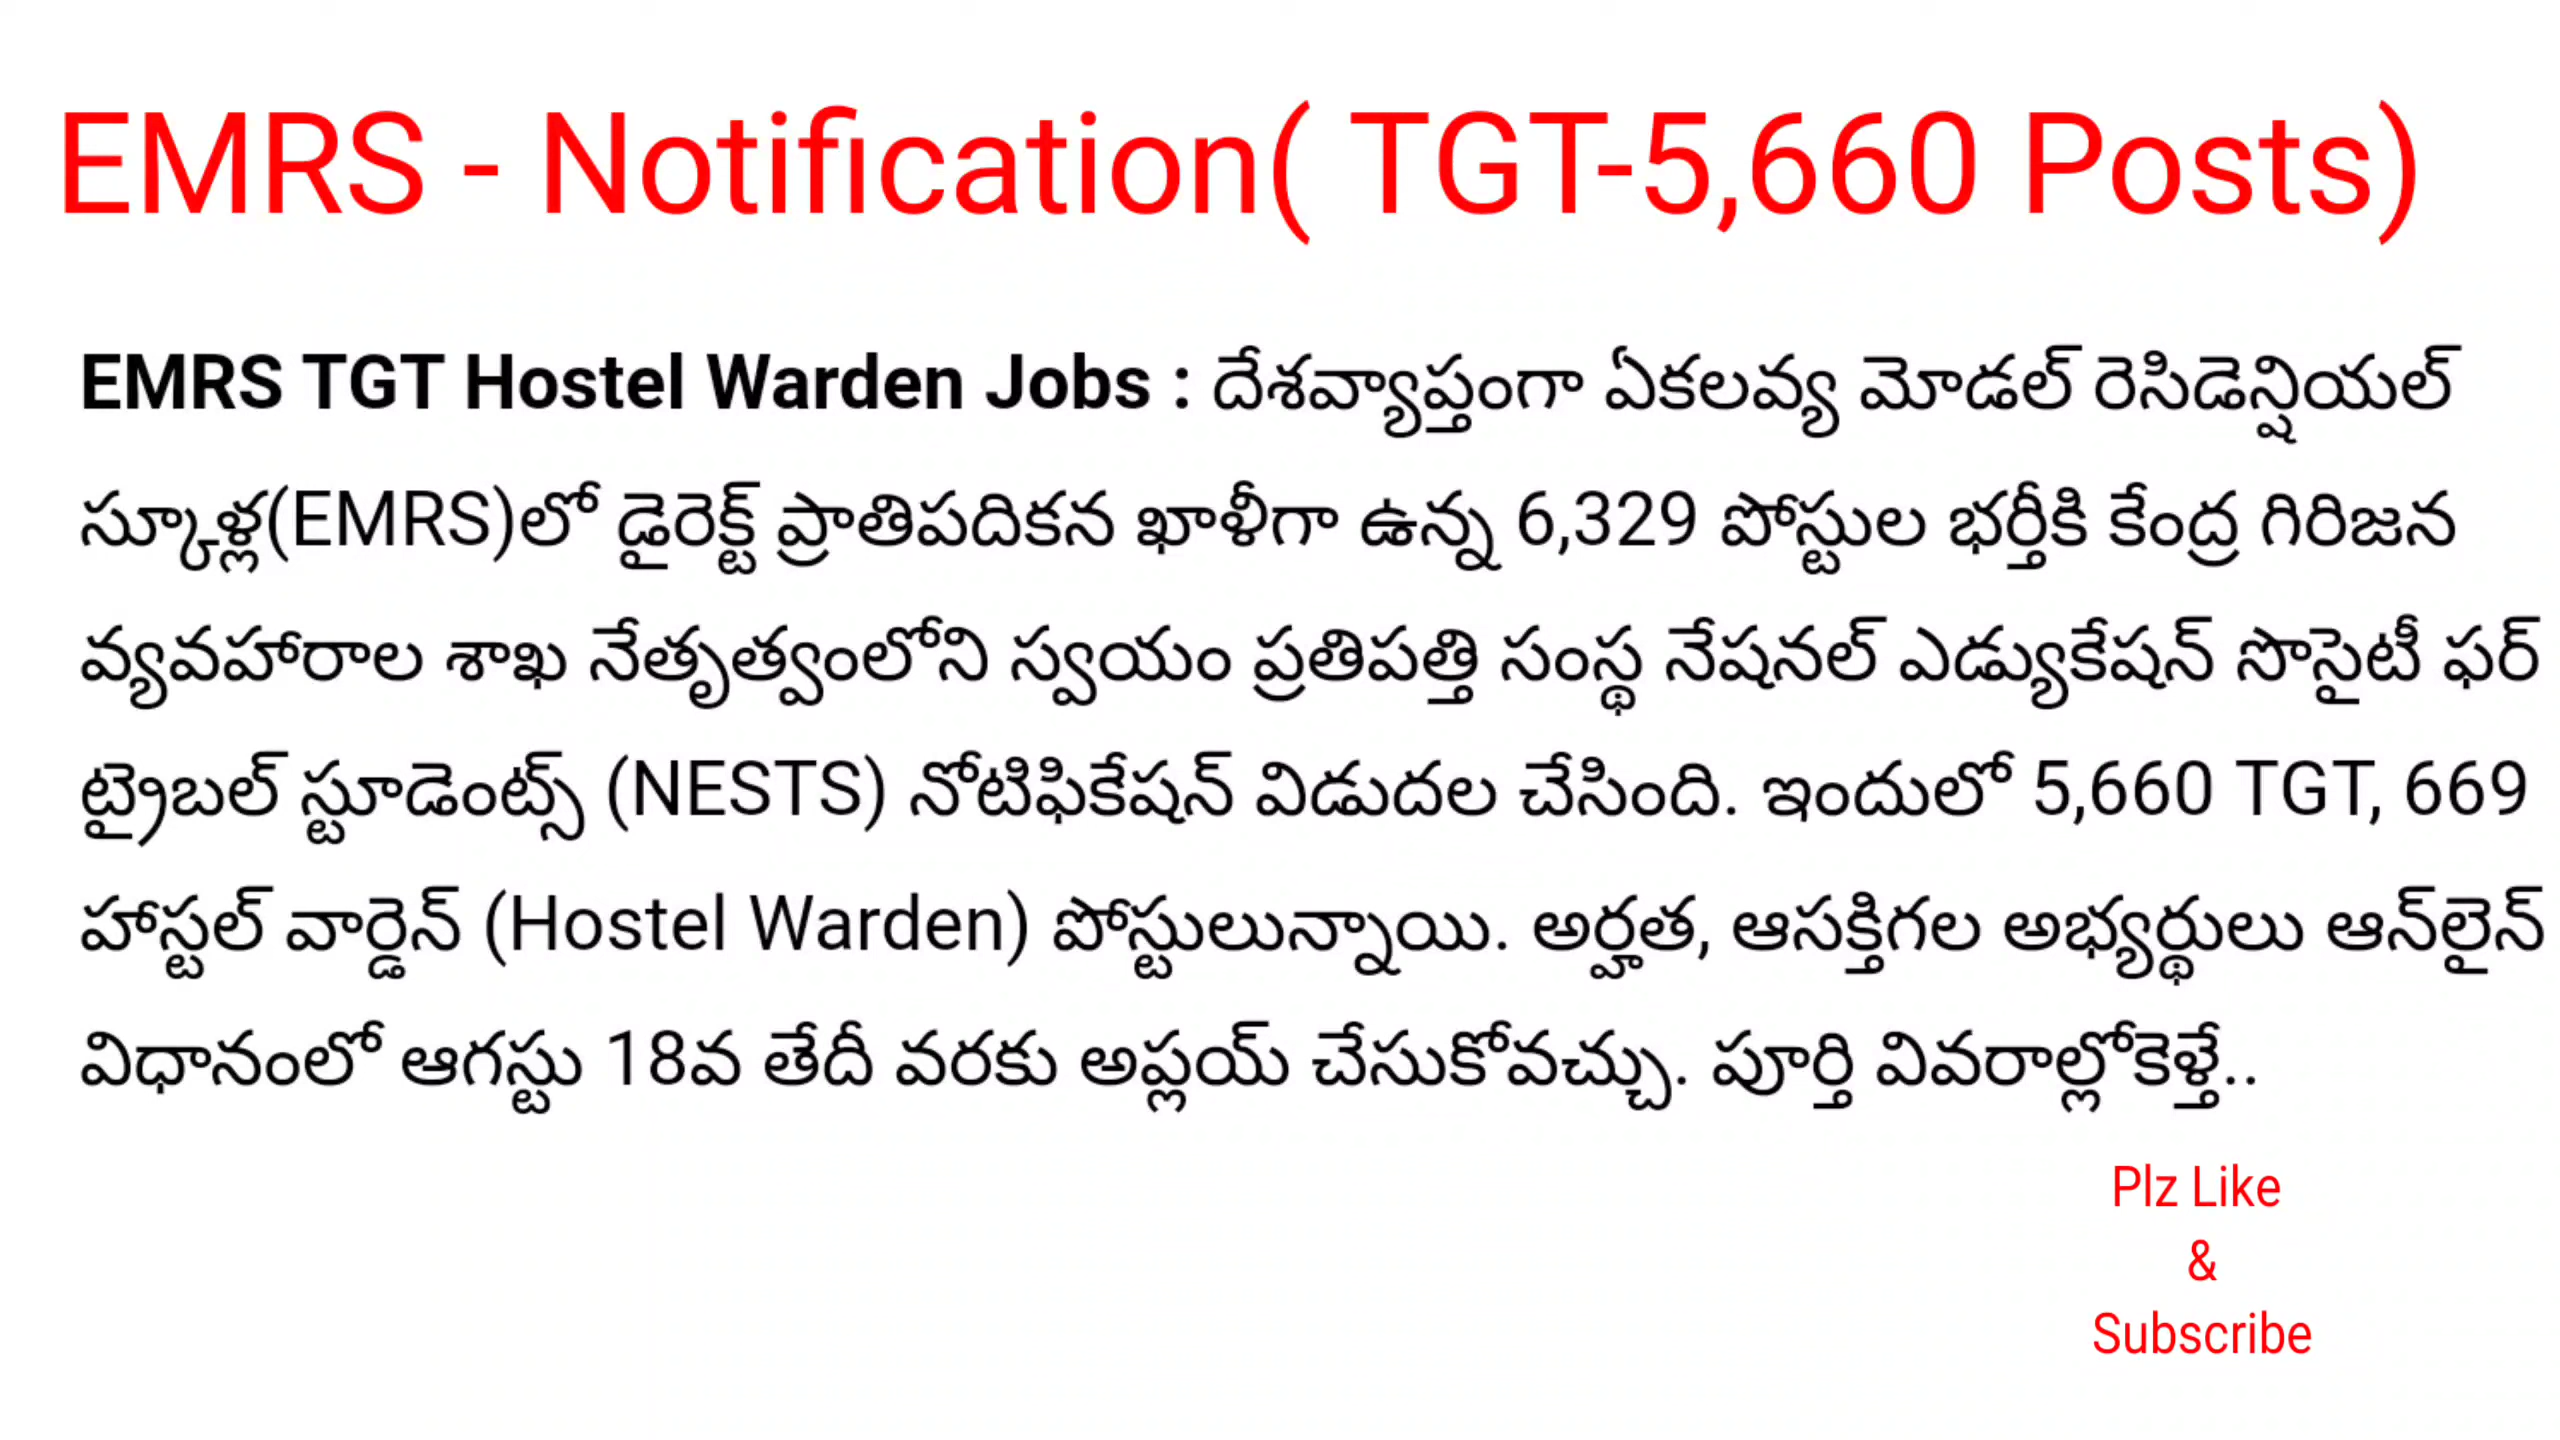 EMRS - Notification( TGT-5,660 Posts)
EMRS TGT Hostel Warden Jobs : దేశవ్యాప్తంగా ఏకలవ్య మోడల్ రెసిడెన్షియల్
స్కూళ్ల(EMRS)లో డైరెక్ట్ ప్రాతిపదికన ఖాళీగా ఉన్న 6,329 పోస్టుల భర్తీకి కేంద్ర గిరిజన
వ్యవహారాల శాఖ నేతృత్వంలోని స్వయం ప్రతిపత్తి సంస్థ నేషనల్ ఎడ్యుకేషన్ సొసైటీ ఫర్
ట్రైబల్ స్టూడెంట్స్ (NESTS) నోటిఫికేషన్ విడుదల చేసింది. ఇందులో 5,660 TGT, 669
హాస్టల్ వార్డెన్ (Hostel Warden) పోస్టులున్నాయి. అర్హత, ఆసక్తిగల అభ్యర్థులు ఆన్‌లైన్
విధానంలో ఆగస్టు 18వ తేదీ వరకు అప్లయ్ చేసుకోవచ్చు. పూర్తి వివరాల్లోకెళ్తే..
Plz Like
&
Subscribe